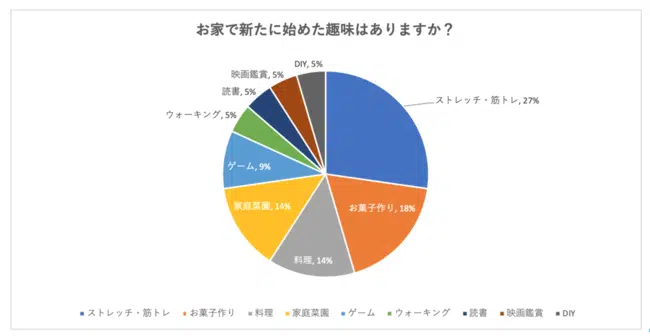 お家で新たに始めた趣味はありますか？
DIY, 5%
映画鑑賞, 5%
読書, 5%
ウォーキング, 5%
ストレッチ・筋トレ, 27%
ゲーム, 9%
家庭菜園, 14%
お菓子作り, 18%
料理, 14%
ストレッチ・筋トレ お菓子作り 料理 家庭菜園 ゲーム ウォーキング 読書 映画鑑賞 DIY